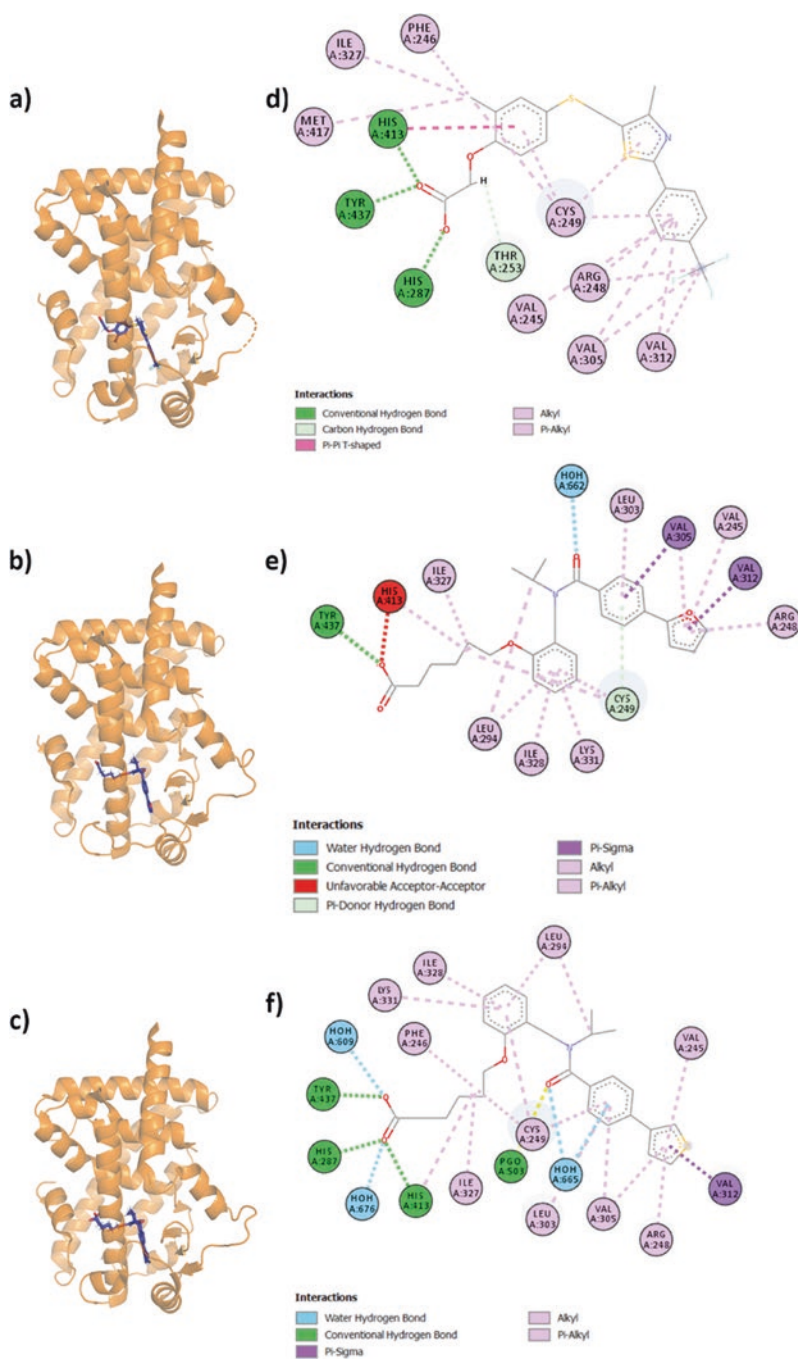 a)
d)
ILE
A:327
PHE
A:246
MET
A:417
HIS
A:413
TYR
A:437
HIS
A:287
H
O
O
O
S
S
N
CYS
A:249
THR
A:253
ARG
A:248
VAL
A:245
VAL
A:305
VAL
A:312
Interactions
Conventional Hydrogen Bond
Carbon Hydrogen Bond
Pi-Pi T-shaped
Alkyl
Pi-Alkyl
b)
e)
HOH
A:662
LEU
A:303
VAL
A:305
VAL
A:245
VAL
A:312
ARG
A:248
ILE
A:327
HIS
A:413
TYR
A:437
O
O
O
O
N
O
CYS
A:249
LEU
A:294
ILE
A:328
LYS
A:331
Interactions
Water Hydrogen Bond
Conventional Hydrogen Bond
Unfavorable Acceptor-Acceptor
Pi-Donor Hydrogen Bond
Pi-Sigma
Alkyl
Pi-Alkyl
c)
f)
LEU
A:294
ILE
A:328
LYS
A:331
PHE
A:246
HOH
A:609
TYR
A:437
HIS
A:287
HOH
A:676
HIS
A:413
ILE
A:327
O
O
O
N
O
S
CYS
A:249
PGO
A:503
HOH
A:665
LEU
A:303
VAL
A:305
ARG
A:248
VAL
A:312
VAL
A:245
Interactions
Water Hydrogen Bond
Conventional Hydrogen Bond
Pi-Sigma
Alkyl
Pi-Alkyl